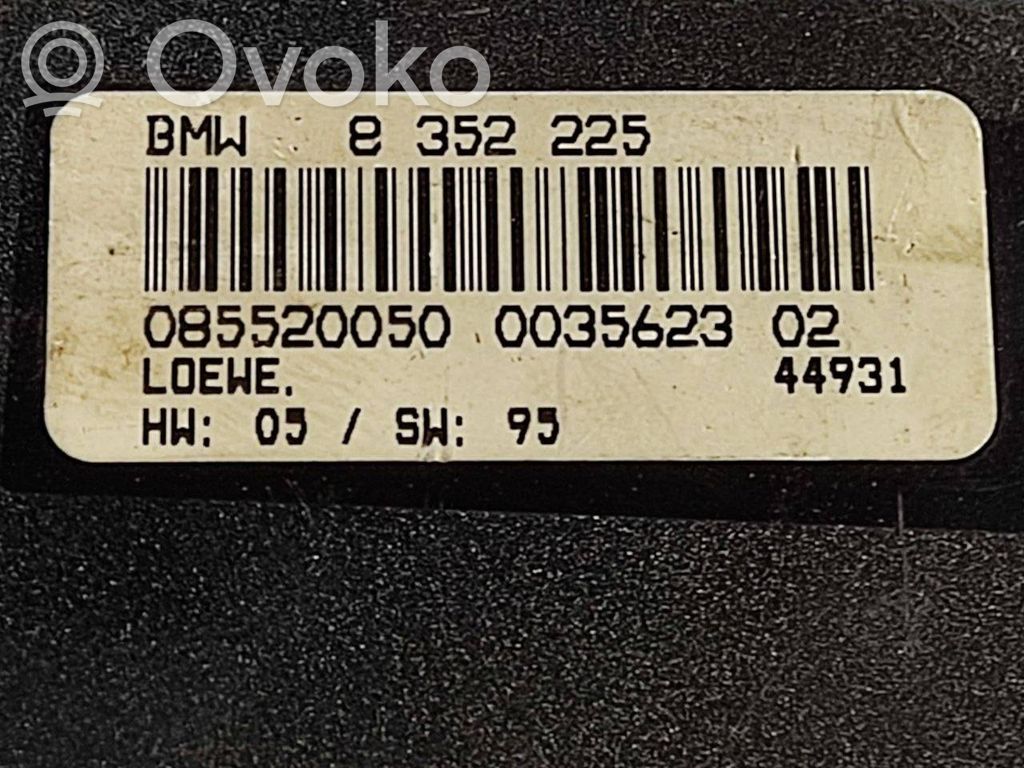 Ovoko ®
BMW 8 352 225
085520050 0035623 02
LOEWE. 44931
HW: 05 / SW: 95